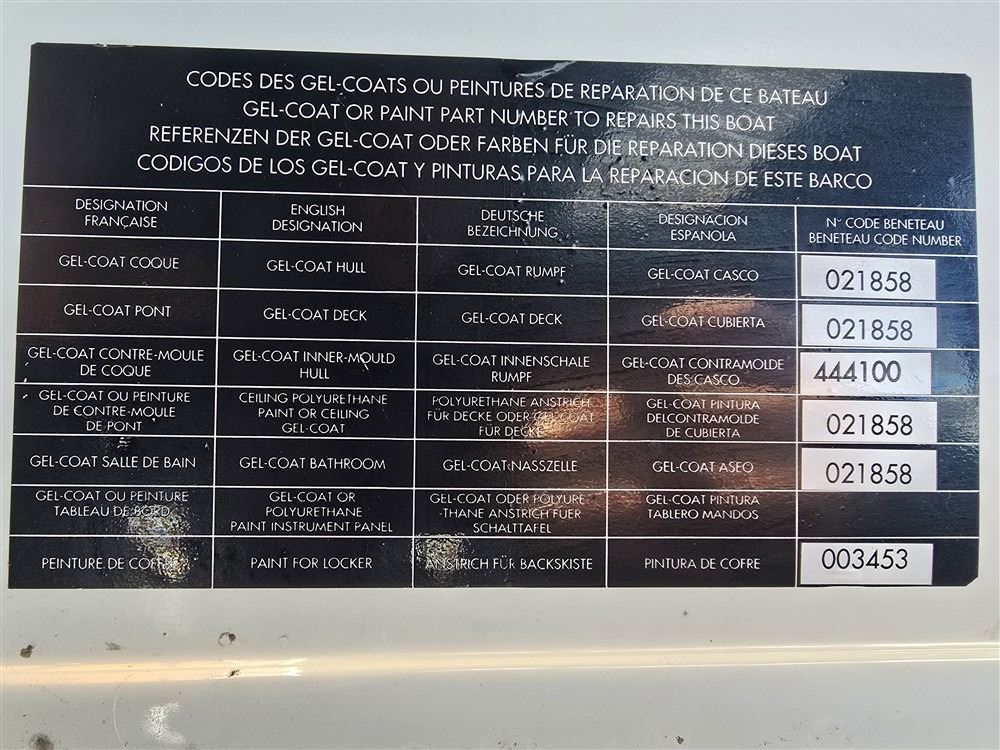 CODES DES GEL-COATS OU PEINTURES DE REPARATION DE CE BATEAU
GEL-COAT OR PAINT PART NUMBER TO REPAIRS THIS BOAT
REFERENZEN DER GEL-COAT ODER FARBEN FÜR DIE REPARATION DIESES BOAT
CODIGOS DE LOS GEL-COAT Y PINTURAS PARA LA REPARACION DE ESTE BARCO
DESIGNATION
FRANÇAISE
ENGLISH
DESIGNATION
DEUTSCHE
BEZEICHNUNG
DESIGNACION
ESPANOLA
N° CODE BENETEAU
BENETEAU CODE NUMBER
GEL-COAT COQUE
GEL-COAT HULL
GEL-COAT RUMPF
GEL-COAT CASCO
021858
GEL-COAT PONT
GEL-COAT DECK
GEL-COAT DECK
GEL-COAT CUBIERTA
021858
GEL-COAT CONTRE-MOULE
DE COQUE
GEL-COAT INNER-MOULD
HULL
GEL-COAT INNENSCHALE
RUMPF
GEL-COAT CONTRAMOLDE
DES CASCO
444100
GEL-COAT OU PEINTURE
DE CONTRE-MOULE
DE PONT
CEILING POLYURETHANE
PAINT OR CEILING
GEL-COAT
POLYURETHANE ANSTRICH
FÜR DECKE ODER GEL-COAT
FÜR DECKE
GEL-COAT PINTURA
DELCONTRAMOLDE
DE CUBIERTA
021858
GEL-COAT SALLE DE BAIN
GEL-COAT BATHROOM
GEL-COAT-NASSZELLE
GEL-COAT ASEO
021858
GEL-COAT OU PEINTURE
TABLEAU DE BORD
GEL-COAT OR
POLYURETHANE
PAINT INSTRUMENT PANEL
GEL-COAT ODER POLYURE-
-THANE ANSTRICH FUER
SCHALTTAFEL
GEL-COAT PINTURA
TABLERO MANDOS
PEINTURE DE COFFRE
PAINT FOR LOCKER
ANSTRICH FÜR BACKSKISTE
PINTURA DE COFRE
003453